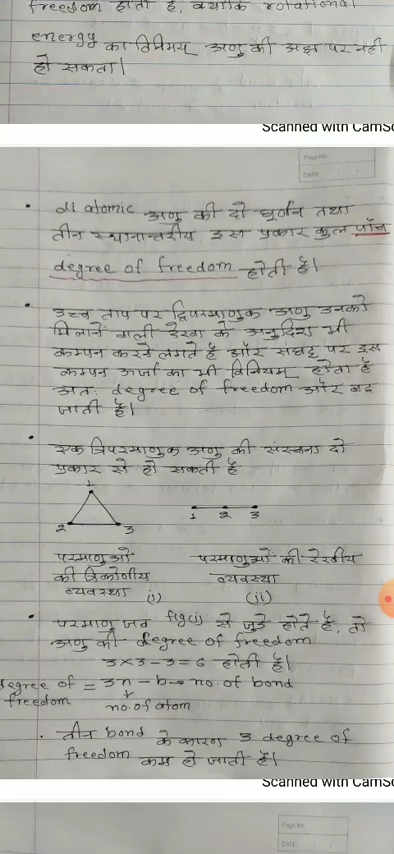 freedom होती है, क्योंकि rotational
energy का विनिमय अणु की अक्ष पर नही
हो सकता।
Scanned with CamSc
Page No.
DATE: / /
• di atomic अणु की दो घूर्णन तथा
तीन स्थानान्तरीय इस प्रकार कुल पाँच
degree of freedom होती है।
• उच्च ताप पर द्विपरमाणुक अणु उनको
मिलाने वाली रेखा के अनुदिश भी
कम्पन करने लगते है और संघट्ट पर इस
कम्पन ऊर्जा का भी विनिमय होता है
अतः degree of freedom और बढ
जाती है।
• एक त्रिपरमाणुक अणु की संरचना दो
प्रकार से हो सकती है
1
2 3 1 2 3
परमाणुओ परमाणुओ की रेखीय
की त्रिकोणीय व्यवस्था
व्यवस्था (i) (ii)
• परमाणु जब fig(i) से जुड़े होते है, तो
अणु की degree of freedom
3×3-3=6 होती है।
degree of = 3n - b → no. of bond
freedom no. of atom
• तीन bond के कारण 3 degree of
freedom कम हो जाती है।
Scanned with CamSc
Page No.
DATE: / /